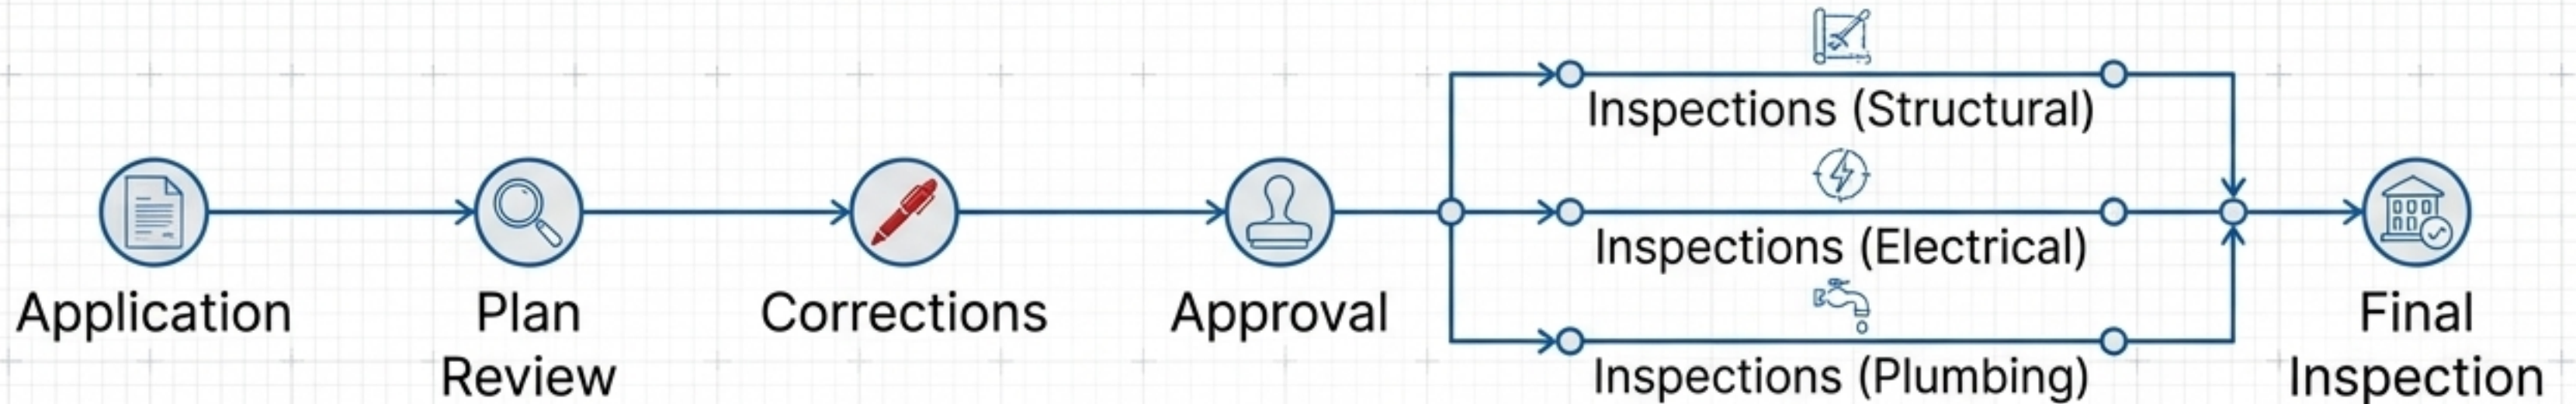 Application
Plan
Review
Corrections
Approval
Inspections (Structural)
Inspections (Electrical)
Inspections (Plumbing)
Final
Inspection